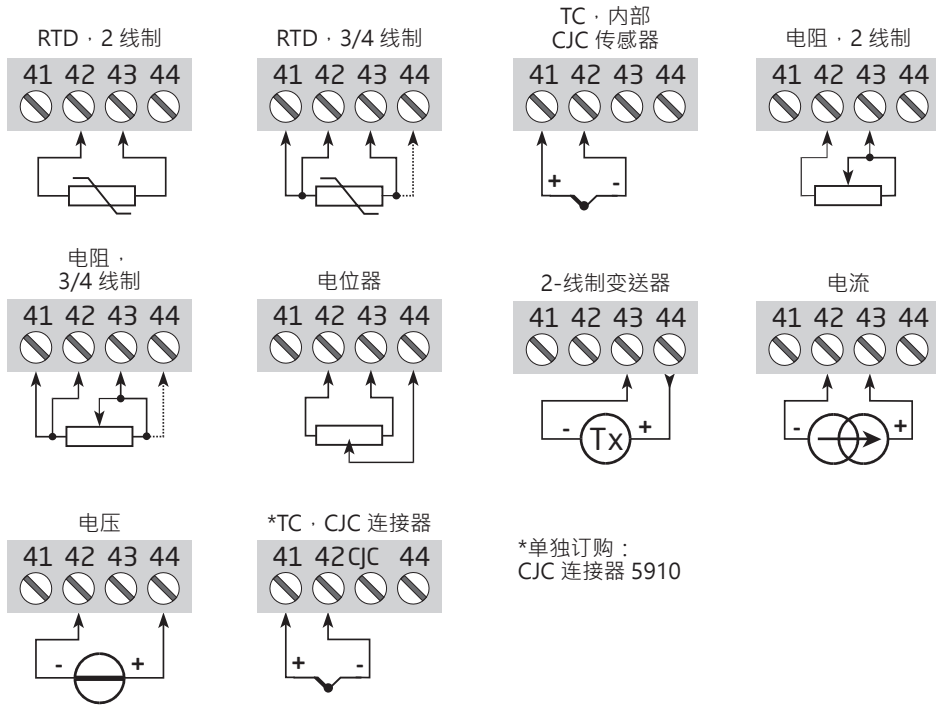 RTD，2 线制
41 42 43 44
RTD，3/4 线制
41 42 43 44
TC，内部
CJC 传感器
41 42 43 44
+ -
电阻，2 线制
41 42 43 44
电阻，
3/4 线制
41 42 43 44
电位器
41 42 43 44
2-线制变送器
41 42 43 44
- Tx +
电流
41 42 43 44
- +
电压
41 42 43 44
- +
*TC，CJC 连接器
41 42 CJC 44
+ -
*单独订购：
CJC 连接器 5910